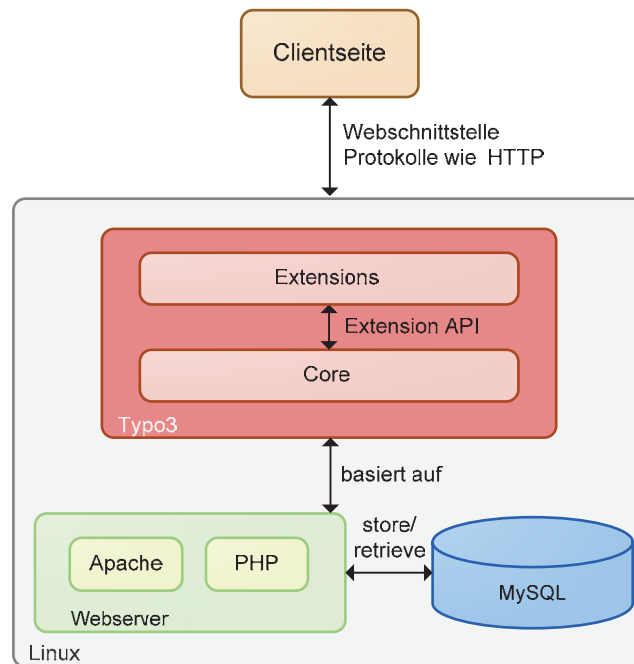 Clientseite
Webschnittstelle
Protokolle wie HTTP
Extensions
Extension API
Core
Typo3
basiert auf
store/
retrieve
Apache
PHP
MySQL
Webserver
Linux